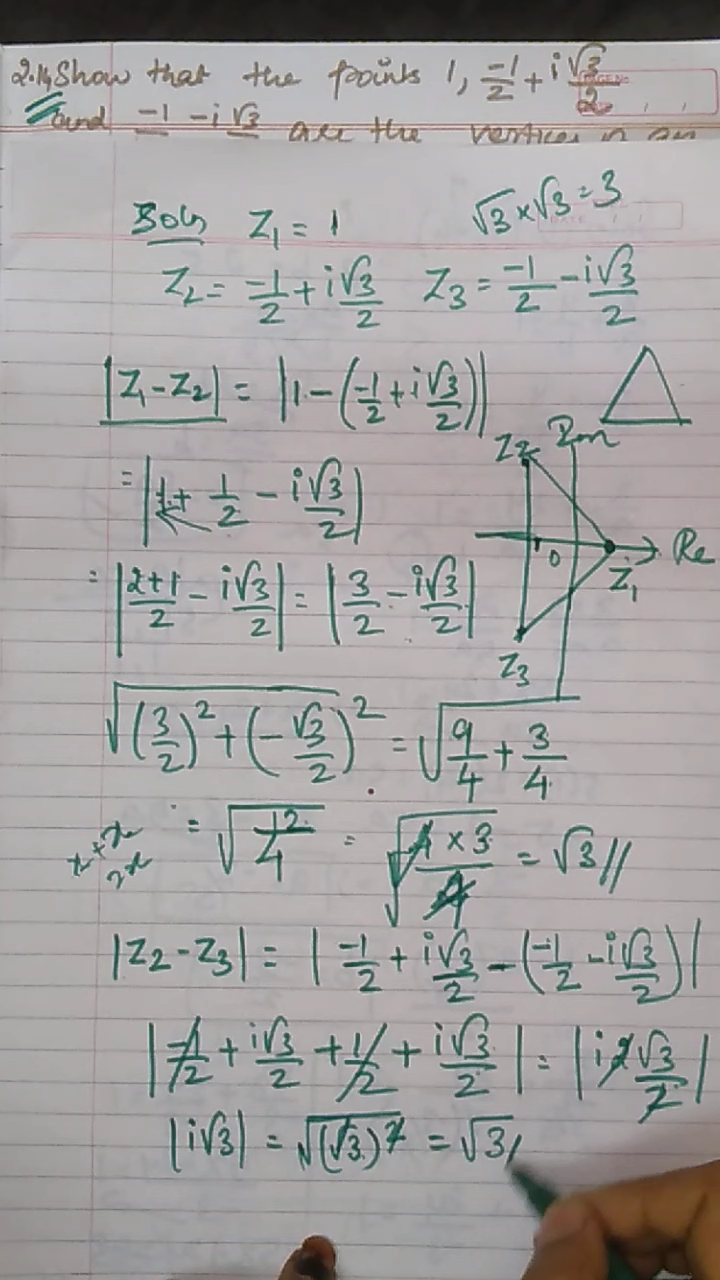 2.14 Show that the points 1, -1/2 + i√3/2
and -1 - i√3 are the vertices in an
Soln Z₁ = 1 √3 × √3 = 3
Z₂ = -1/2 + i√3/2 Z₃ = -1/2 - i√3/2
|Z₁ - Z₂| = |1 - (-1/2 + i√3/2)|
Z₂ Im
= |1 + 1/2 - i√3/2|
0 Re
Z₁
= |2+1/2 - i√3/2| = |3/2 - i√3/2|
Z₃
√(3/2)² + (-√3/2)² = √9/4 + 3/4
= √12/4 = √4 × 3/4 = √3//
x + x
2x
|Z₂ - Z₃| = |-1/2 + i√3/2 - (-1/2 - i√3/2)|
|-1/2 + i√3/2 + 1/2 + i√3/2| = |i2√3/2|
|i√3| = √(√3)² = √3/